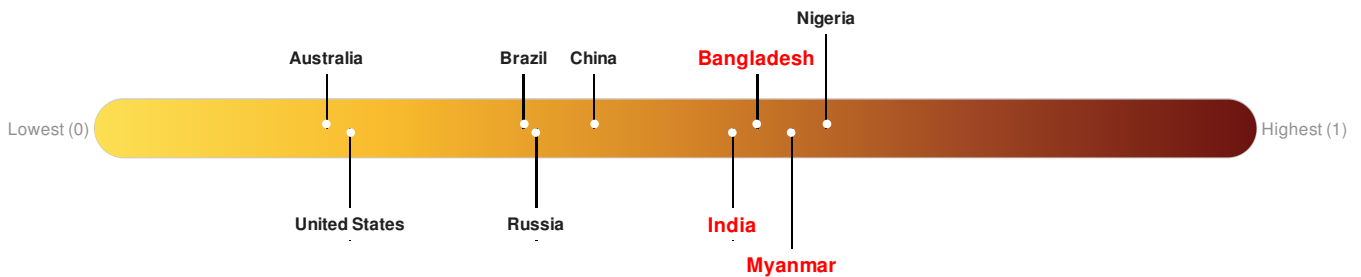 Nigeria
Australia
Brazil
China
Bangladesh
Lowest (0)
Highest (1)
United States
Russia
India
Myanmar